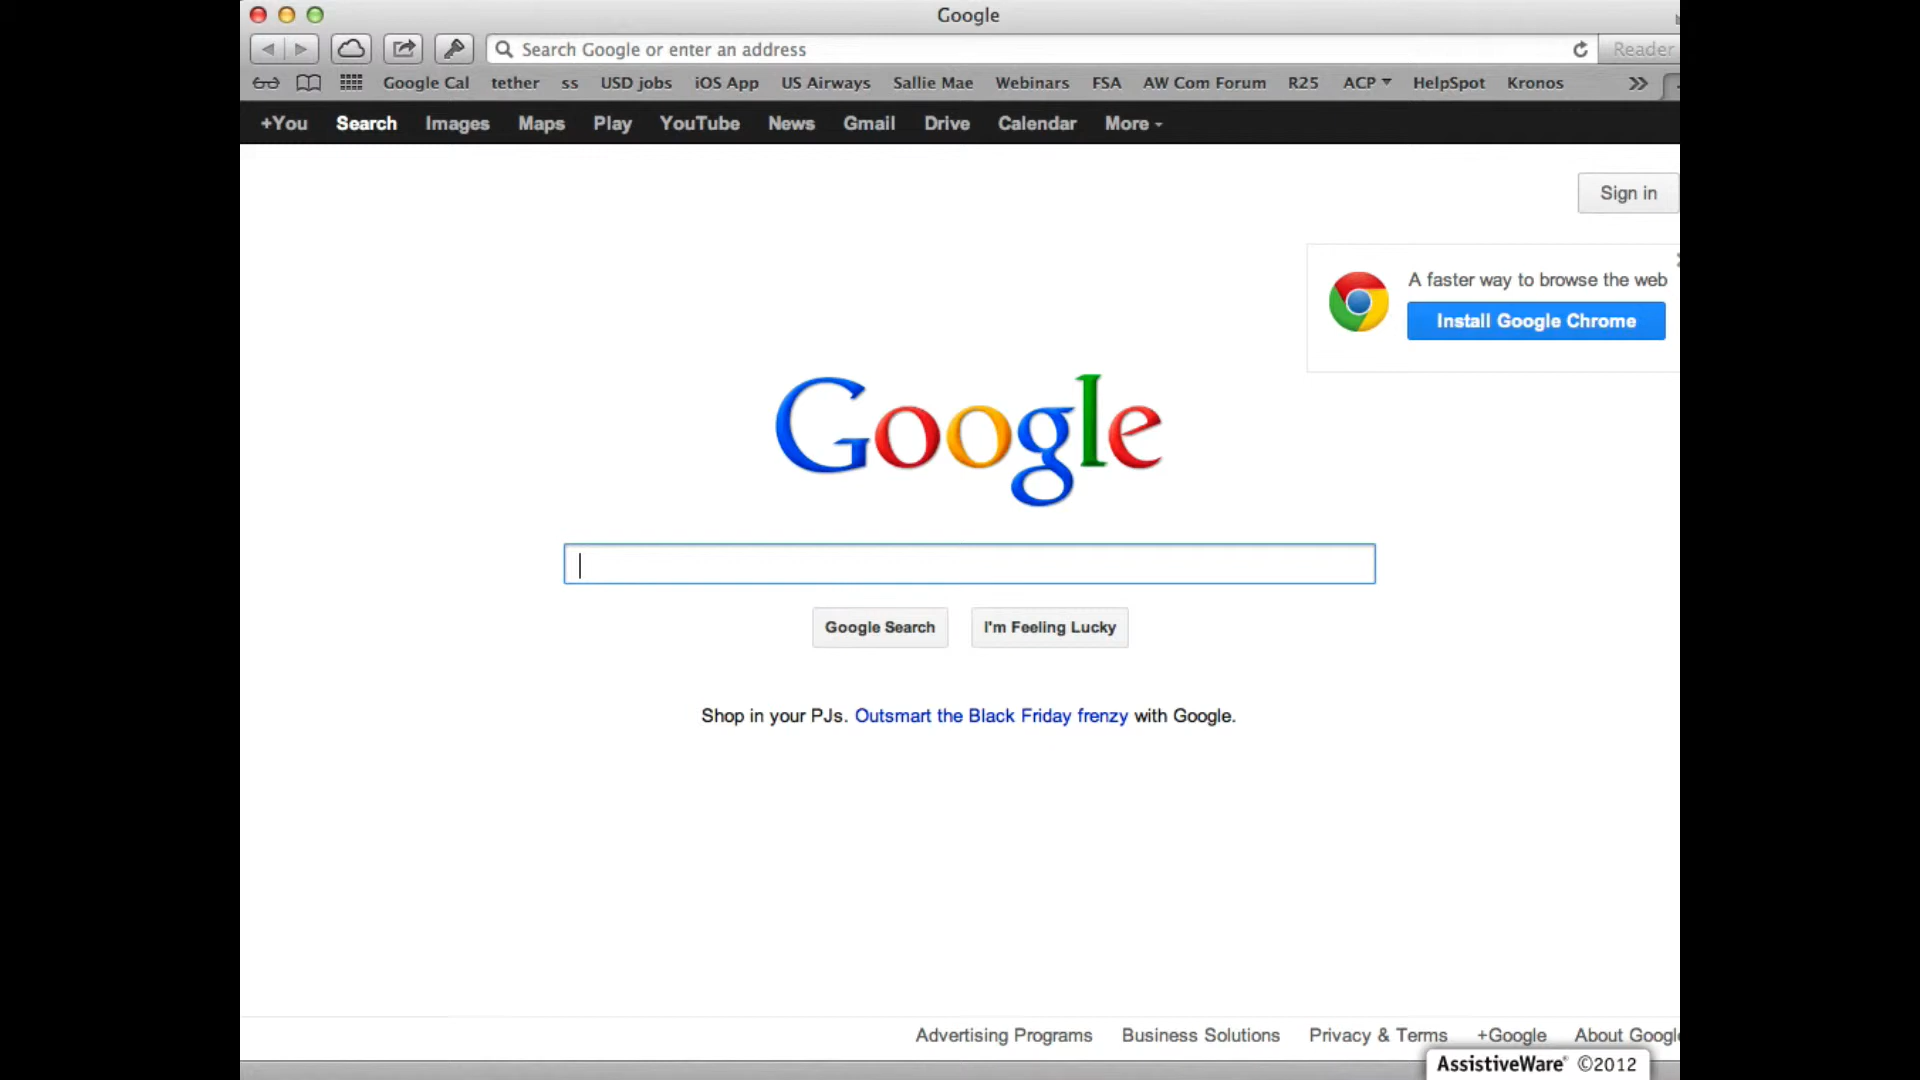 Google
Search Google or enter an address
Reader
Google Cal tether ss USD jobs iOS App US Airways Sallie Mae Webinars FSA AW Com Forum R25 ACP HelpSpot Kronos
+You Search Images Maps Play YouTube News Gmail Drive Calendar More
Sign in
A faster way to browse the web
Install Google Chrome
Google
Google Search I'm Feeling Lucky
Shop in your PJs. Outsmart the Black Friday frenzy with Google.
Advertising Programs Business Solutions Privacy & Terms +Google About Googl
AssistiveWare® ©2012